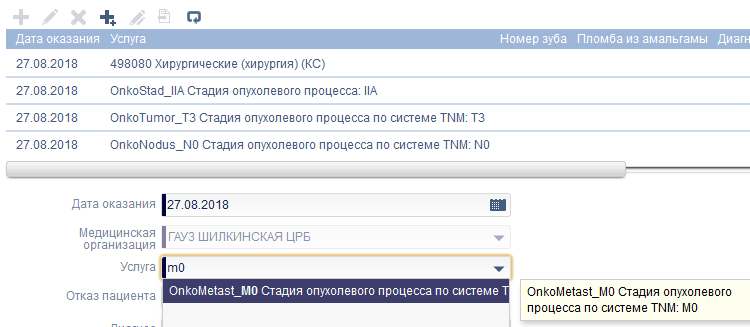 Дата оказания Услуга Номер зуба Пломба из амальгамы Диагн
27.08.2018 498080 Хирургические (хирургия) (КС)
27.08.2018 OnkoStad_IIA Стадия опухолевого процесса: IIA
27.08.2018 OnkoTumor_T3 Стадия опухолевого процесса по системе TNM: T3
27.08.2018 OnkoNodus_N0 Стадия опухолевого процесса по системе TNM: N0
Дата оказания 27.08.2018
Медицинская
организация ГАУЗ ШИЛКИНСКАЯ ЦРБ
Услуга m0
Отказ пациента OnkoMetast_M0 Стадия опухолевого процесса по системе T
OnkoMetast_M0 Стадия опухолевого
процесса по системе TNM: M0